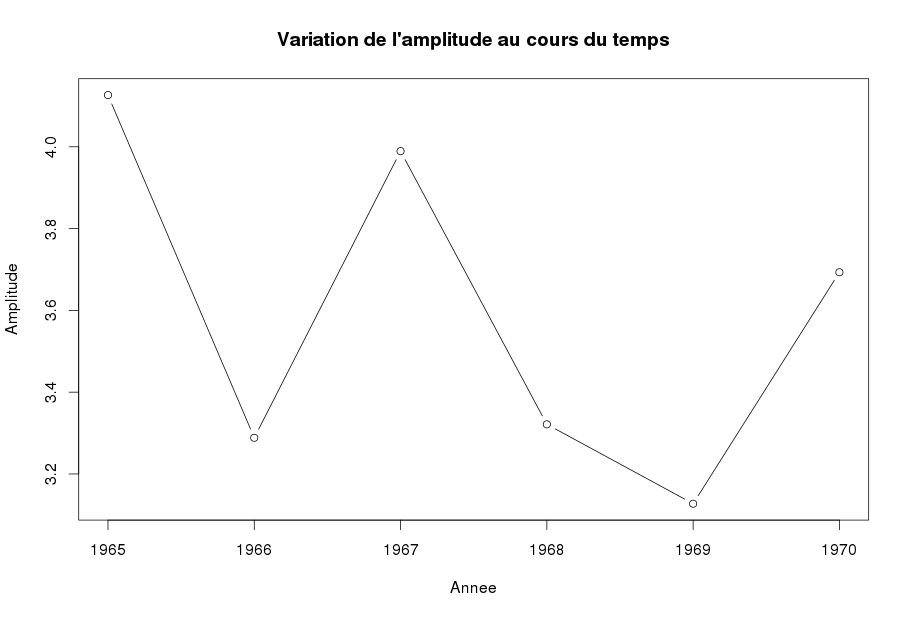 Variation de l'amplitude au cours du temps
Amplitude
4.0
3.8
3.6
3.4
3.2
1965 1966 1967 1968 1969 1970
Annee